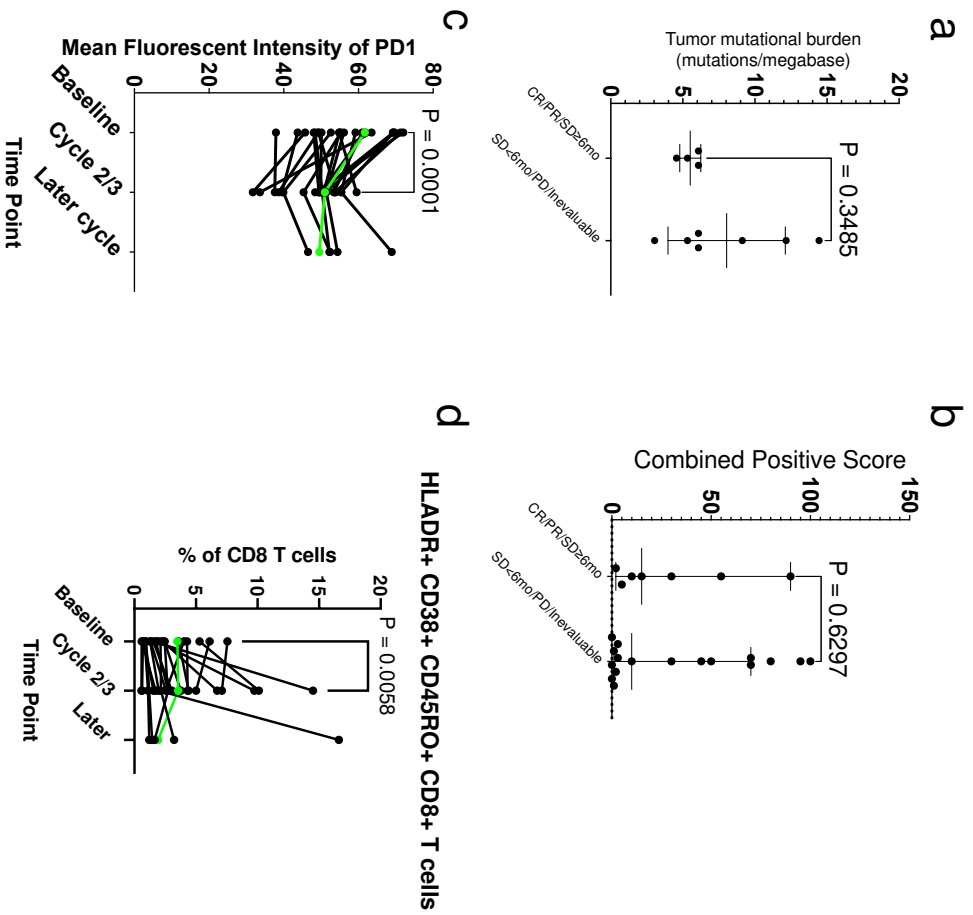 a
Tumor mutational burden
(mutations/megabase)
20
15
10
5
0
P = 0.3485
CR/PR/SD≥6mo
SD<6mo/PD/Inevaluable
b
Combined Positive Score
150
100
50
0
P = 0.6297
CR/PR/SD≥6mo
SD<6mo/PD/Inevaluable
c
Mean Fluorescent Intensity of PD1
80
60
40
20
0
P = 0.0001
Baseline
Cycle 2/3
Later cycle
Time Point
d
HLADR+ CD38+ CD45RO+ CD8+ T cells
% of CD8 T cells
20
15
10
5
0
P = 0.0058
Baseline
Cycle 2/3
Later
Time Point